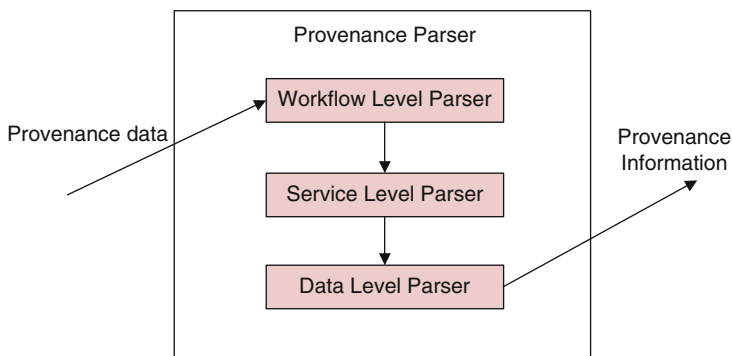 Provenance Parser
Workflow Level Parser
Provenance data
Provenance
Information
Service Level Parser
Data Level Parser